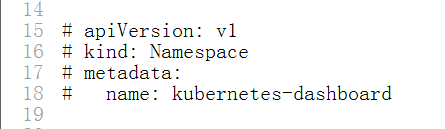 14
15 # apiVersion: v1
16 # kind: Namespace
17 # metadata:
18 #   name: kubernetes-dashboard
19